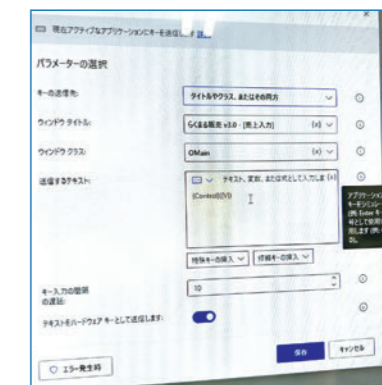 現在アクティブなアプリケーションにキーを送信します
パラメーターの選択
キーの送信先:
タイトルやクラス、またはその両方
ウィンドウ タイトル:
らくまる販売 v3.0 - [売上入力]
{x}
ウィンドウ クラス:
OMain
{x}
送信するテキスト:
テキスト、変数、または式として入力します {x}
{Control}({V})
特殊キーの挿入
修飾キーの挿入
キー入力の間隔
の遅延:
10
テキストをハードウェア キーとして送信します:
エラー発生時
保存
キャンセル